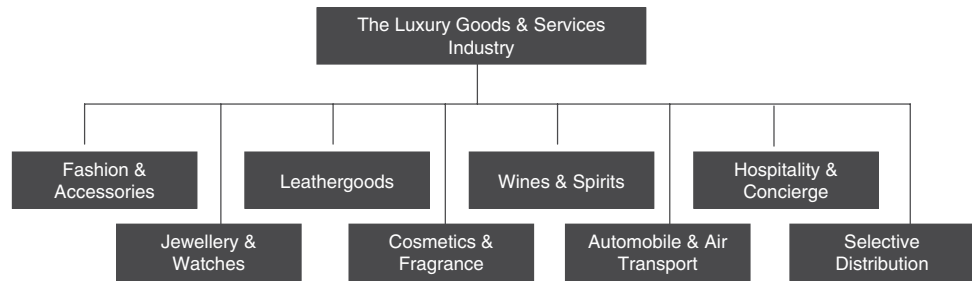 The Luxury Goods & Services
Industry
Fashion &
Accessories
Leathergoods
Wines & Spirits
Hospitality &
Concierge
Jewellery &
Watches
Cosmetics &
Fragrance
Automobile & Air
Transport
Selective
Distribution